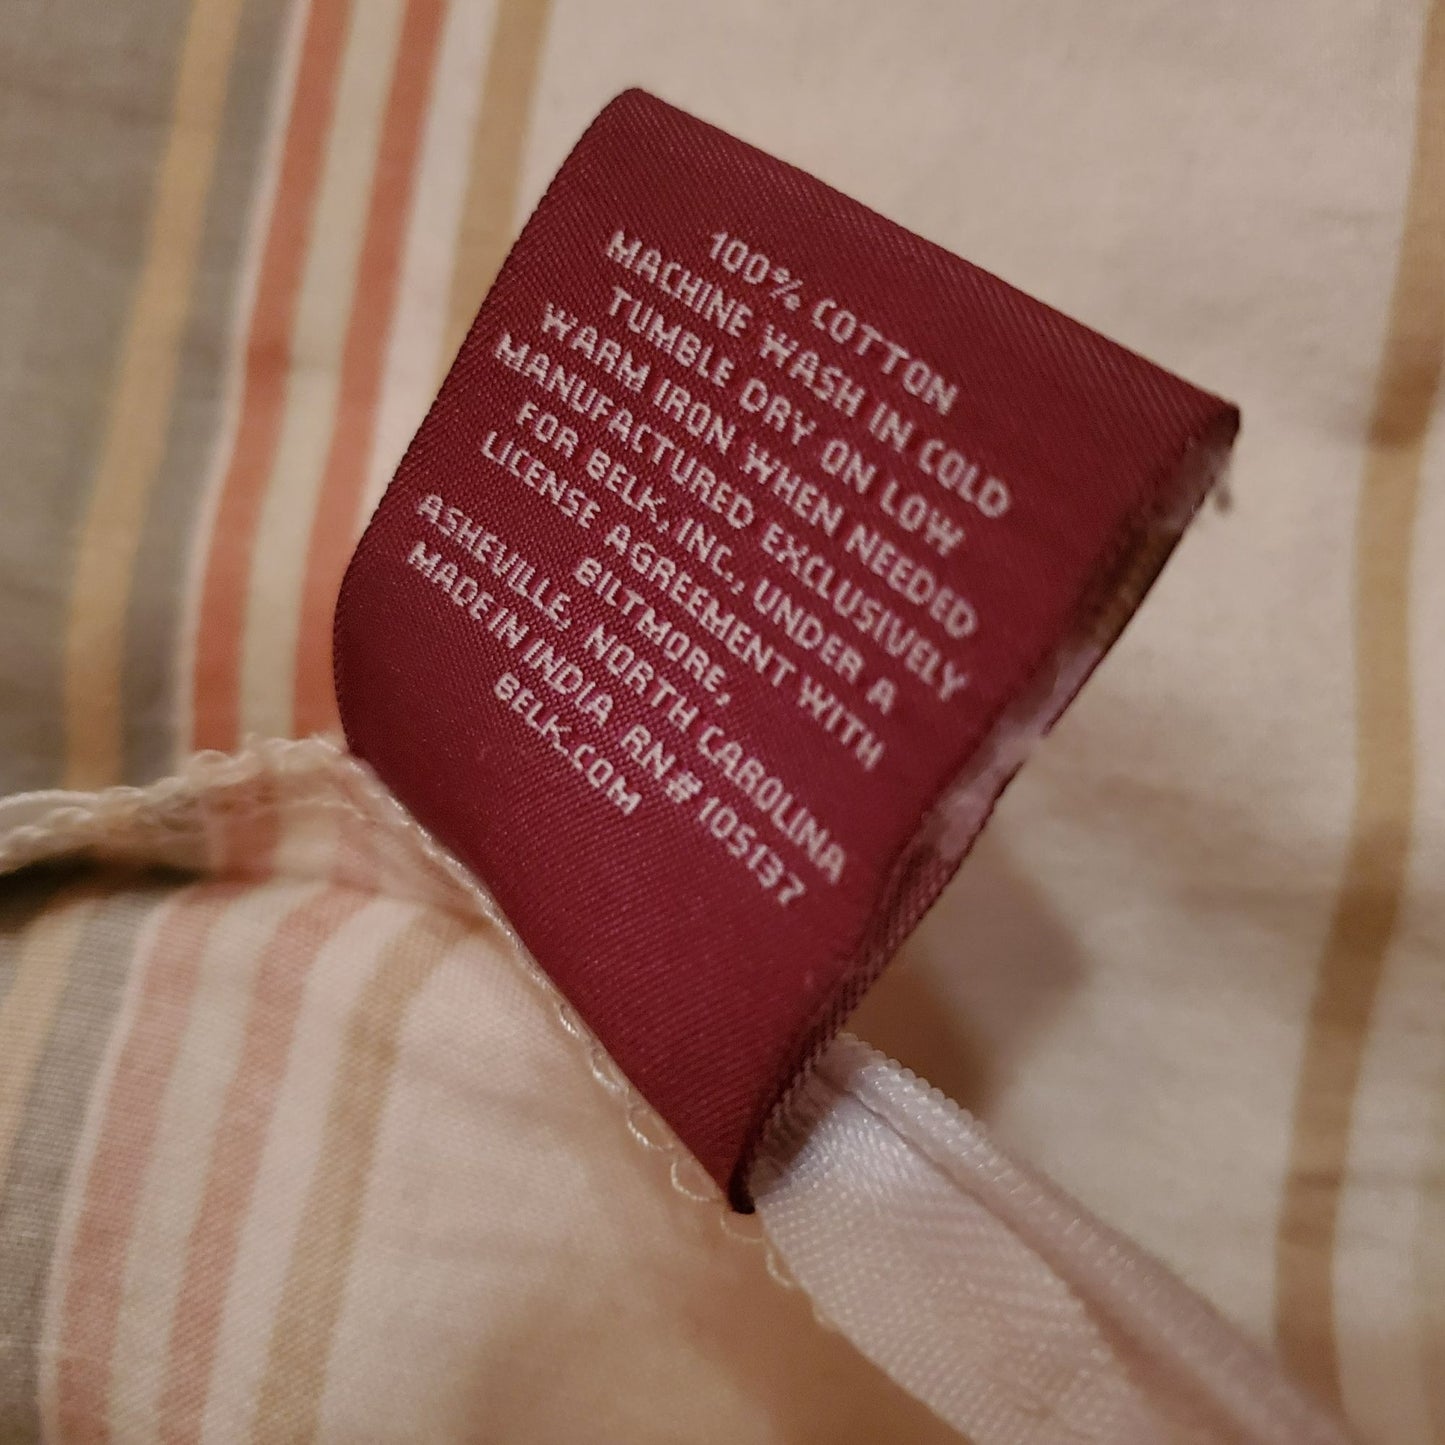 100% COTTON
MACHINE WASH IN COLD
TUMBLE DRY ON LOW
WARM IRON WHEN NEEDED
MANUFACTURED EXCLUSIVELY
FOR BELK, INC., UNDER A
LICENSE AGREEMENT WITH
BILTMORE,
ASHEVILLE, NORTH CAROLINA
MADE IN INDIA RN# 105137
BELK.COM